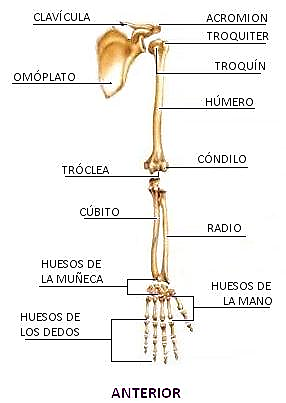 CLAVÍCULA
ACROMION
TROQUITER
TROQUÍN
OMÓPLATO
HÚMERO
CÓNDILO
TRÓCLEA
CÚBITO
RADIO
HUESOS DE
LA MUÑECA
HUESOS DE
LA MANO
HUESOS DE
LOS DEDOS
ANTERIOR